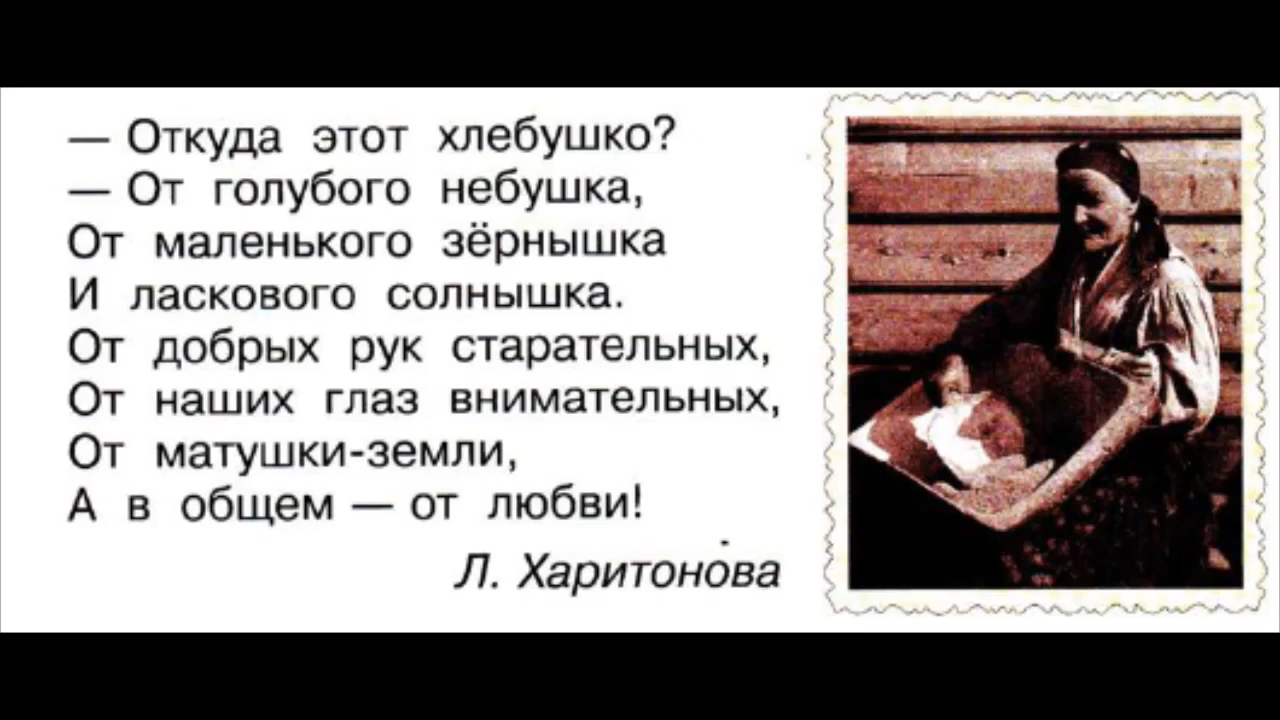 — Откуда этот хлебушко?
— От голубого небушка,
От маленького зёрнышка
И ласкового солнышка.
От добрых рук старательных,
От наших глаз внимательных,
От матушки-земли,
А в общем — от любви!
Л. Харитонова